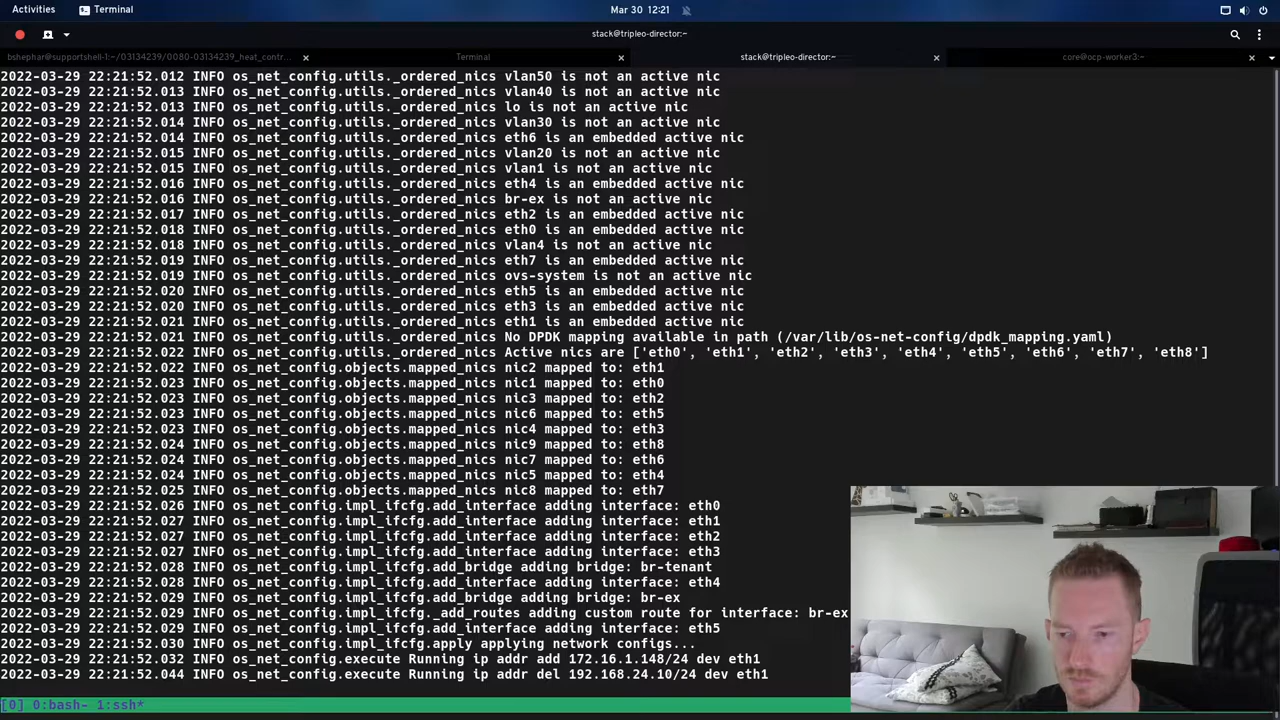 Activities
Terminal
Mar 30 12:21
stack@tripleo-director:~
bshephar@supportshell-1:~/03134239/0080-03134239_heat_contr...
Terminal
stack@tripleo-director:~
core@ocp-worker3:~
2022-03-29 22:21:52.012 INFO os_net_config.utils._ordered_nics vlan50 is not an active nic
2022-03-29 22:21:52.013 INFO os_net_config.utils._ordered_nics vlan40 is not an active nic
2022-03-29 22:21:52.013 INFO os_net_config.utils._ordered_nics lo is not an active nic
2022-03-29 22:21:52.014 INFO os_net_config.utils._ordered_nics vlan30 is not an active nic
2022-03-29 22:21:52.014 INFO os_net_config.utils._ordered_nics eth6 is an embedded active nic
2022-03-29 22:21:52.015 INFO os_net_config.utils._ordered_nics vlan20 is not an active nic
2022-03-29 22:21:52.015 INFO os_net_config.utils._ordered_nics vlan1 is not an active nic
2022-03-29 22:21:52.016 INFO os_net_config.utils._ordered_nics eth4 is an embedded active nic
2022-03-29 22:21:52.016 INFO os_net_config.utils._ordered_nics br-ex is not an active nic
2022-03-29 22:21:52.017 INFO os_net_config.utils._ordered_nics eth2 is an embedded active nic
2022-03-29 22:21:52.018 INFO os_net_config.utils._ordered_nics eth0 is an embedded active nic
2022-03-29 22:21:52.018 INFO os_net_config.utils._ordered_nics vlan4 is not an active nic
2022-03-29 22:21:52.019 INFO os_net_config.utils._ordered_nics eth7 is an embedded active nic
2022-03-29 22:21:52.019 INFO os_net_config.utils._ordered_nics ovs-system is not an active nic
2022-03-29 22:21:52.020 INFO os_net_config.utils._ordered_nics eth5 is an embedded active nic
2022-03-29 22:21:52.020 INFO os_net_config.utils._ordered_nics eth3 is an embedded active nic
2022-03-29 22:21:52.021 INFO os_net_config.utils._ordered_nics eth1 is an embedded active nic
2022-03-29 22:21:52.021 INFO os_net_config.utils._ordered_nics No DPDK mapping available in path (/var/lib/os-net-config/dpdk_mapping.yaml)
2022-03-29 22:21:52.022 INFO os_net_config.utils._ordered_nics Active nics are ['eth0', 'eth1', 'eth2', 'eth3', 'eth4', 'eth5', 'eth6', 'eth7', 'eth8']
2022-03-29 22:21:52.022 INFO os_net_config.objects.mapped_nics nic2 mapped to: eth1
2022-03-29 22:21:52.023 INFO os_net_config.objects.mapped_nics nic1 mapped to: eth0
2022-03-29 22:21:52.023 INFO os_net_config.objects.mapped_nics nic3 mapped to: eth2
2022-03-29 22:21:52.023 INFO os_net_config.objects.mapped_nics nic6 mapped to: eth5
2022-03-29 22:21:52.023 INFO os_net_config.objects.mapped_nics nic4 mapped to: eth3
2022-03-29 22:21:52.024 INFO os_net_config.objects.mapped_nics nic9 mapped to: eth8
2022-03-29 22:21:52.024 INFO os_net_config.objects.mapped_nics nic7 mapped to: eth6
2022-03-29 22:21:52.024 INFO os_net_config.objects.mapped_nics nic5 mapped to: eth4
2022-03-29 22:21:52.025 INFO os_net_config.objects.mapped_nics nic8 mapped to: eth7
2022-03-29 22:21:52.026 INFO os_net_config.impl_ifcfg.add_interface adding interface: eth0
2022-03-29 22:21:52.027 INFO os_net_config.impl_ifcfg.add_interface adding interface: eth1
2022-03-29 22:21:52.027 INFO os_net_config.impl_ifcfg.add_interface adding interface: eth2
2022-03-29 22:21:52.027 INFO os_net_config.impl_ifcfg.add_interface adding interface: eth3
2022-03-29 22:21:52.028 INFO os_net_config.impl_ifcfg.add_bridge adding bridge: br-tenant
2022-03-29 22:21:52.028 INFO os_net_config.impl_ifcfg.add_interface adding interface: eth4
2022-03-29 22:21:52.029 INFO os_net_config.impl_ifcfg.add_bridge adding bridge: br-ex
2022-03-29 22:21:52.029 INFO os_net_config.impl_ifcfg._add_routes adding custom route for interface: br-ex
2022-03-29 22:21:52.029 INFO os_net_config.impl_ifcfg.add_interface adding interface: eth5
2022-03-29 22:21:52.030 INFO os_net_config.impl_ifcfg.apply applying network configs...
2022-03-29 22:21:52.032 INFO os_net_config.execute Running ip addr add 172.16.1.148/24 dev eth1
2022-03-29 22:21:52.044 INFO os_net_config.execute Running ip addr del 192.168.24.10/24 dev eth1
[0] 0:bash- 1:ssh*